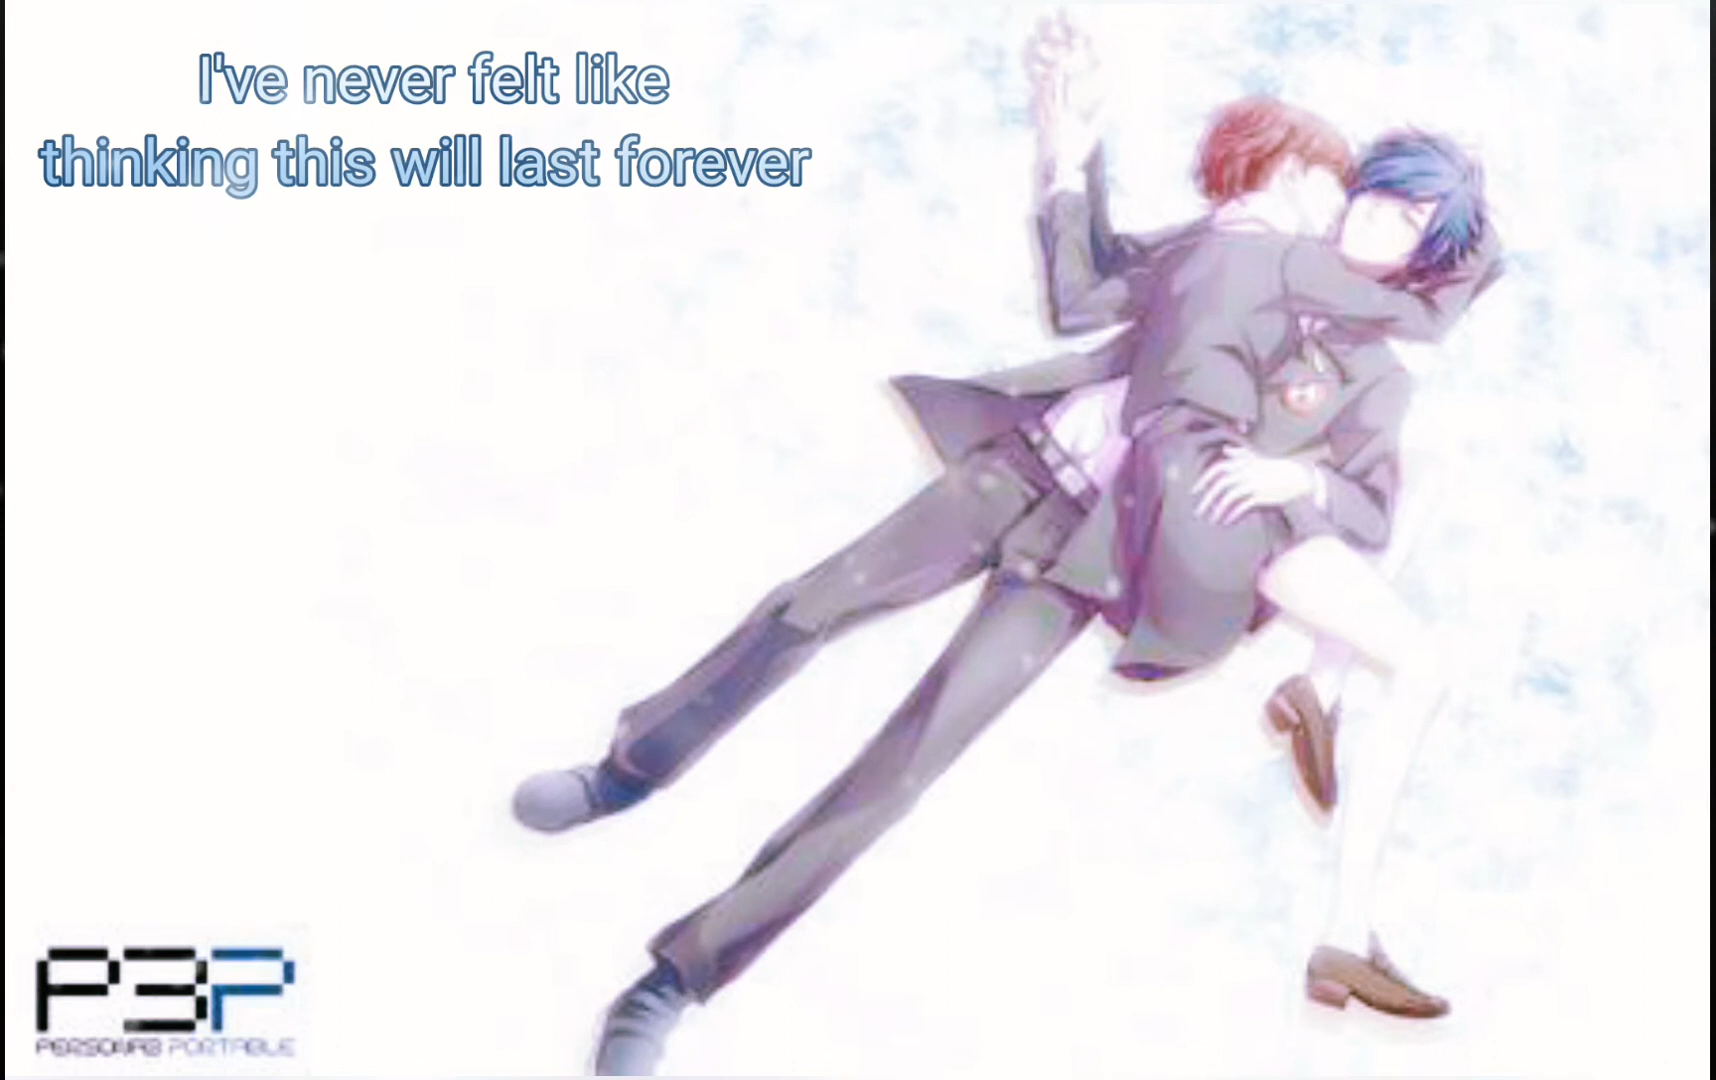 I've never felt like
thinking this will last forever
P3P
PERSONA3 PORTABLE